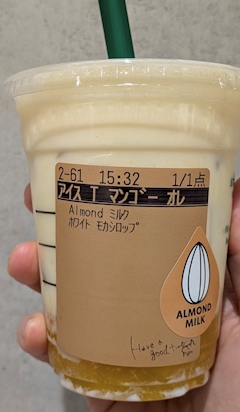 2-61 15:32 1/1点
アイス T マンゴー オレ
Almond ミルク
ホワイト モカシロップ
ALMOND
MILK
Have a
good